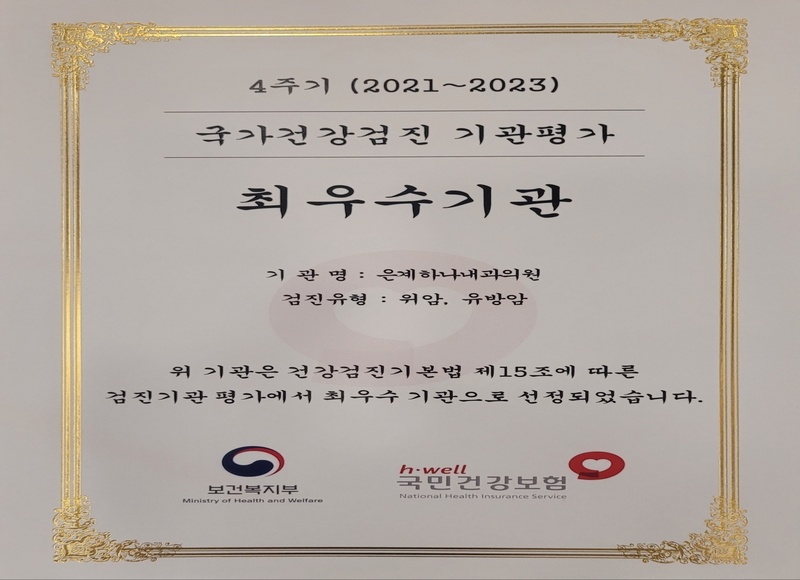 4주기 (2021~2023)
국가건강검진 기관평가
최우수기관
기 관 명 : 은계하나내과의원
검진유형 : 위암, 유방암
위 기관은 건강검진기본법 제15조에 따른
검진기관 평가에서 최우수 기관으로 선정되었습니다.
보건복지부
Ministry of Health and Welfare
h·well
국민건강보험
National Health Insurance Service